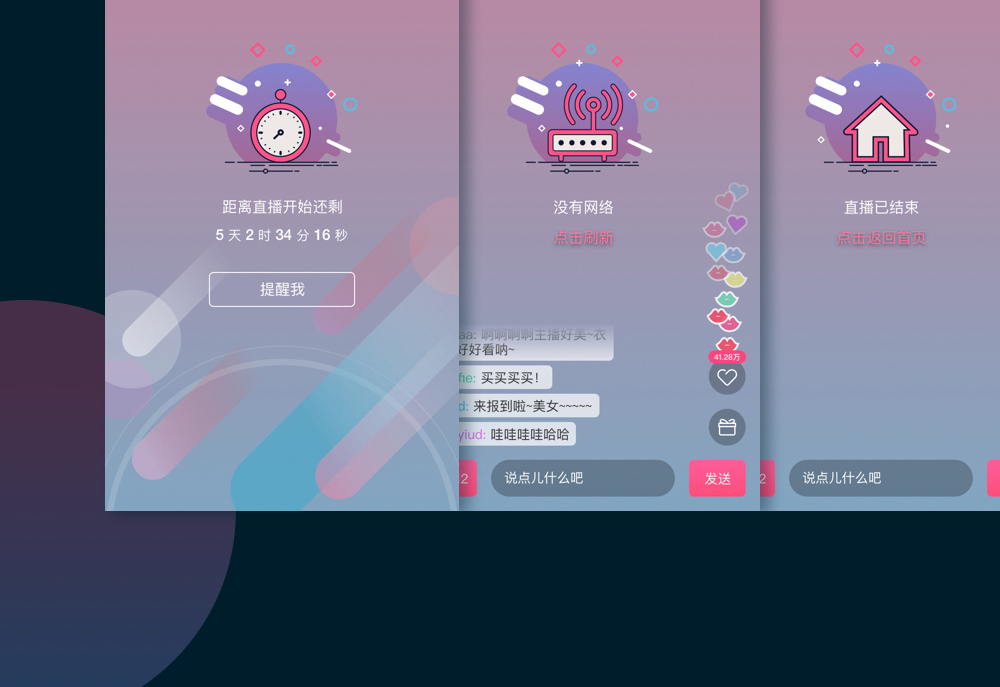 距离直播开始还剩
5 天 2 时 34 分 16 秒
提醒我
没有网络
点击刷新
aa: 啊啊啊啊主播好美~衣
好好看呐~
fie: 买买买买!
d: 来报到啦~美女~~~~~
yiud: 哇哇哇哇哈哈
41.28万
2
说点儿什么吧
发送
直播已结束
点击返回首页
2
说点儿什么吧